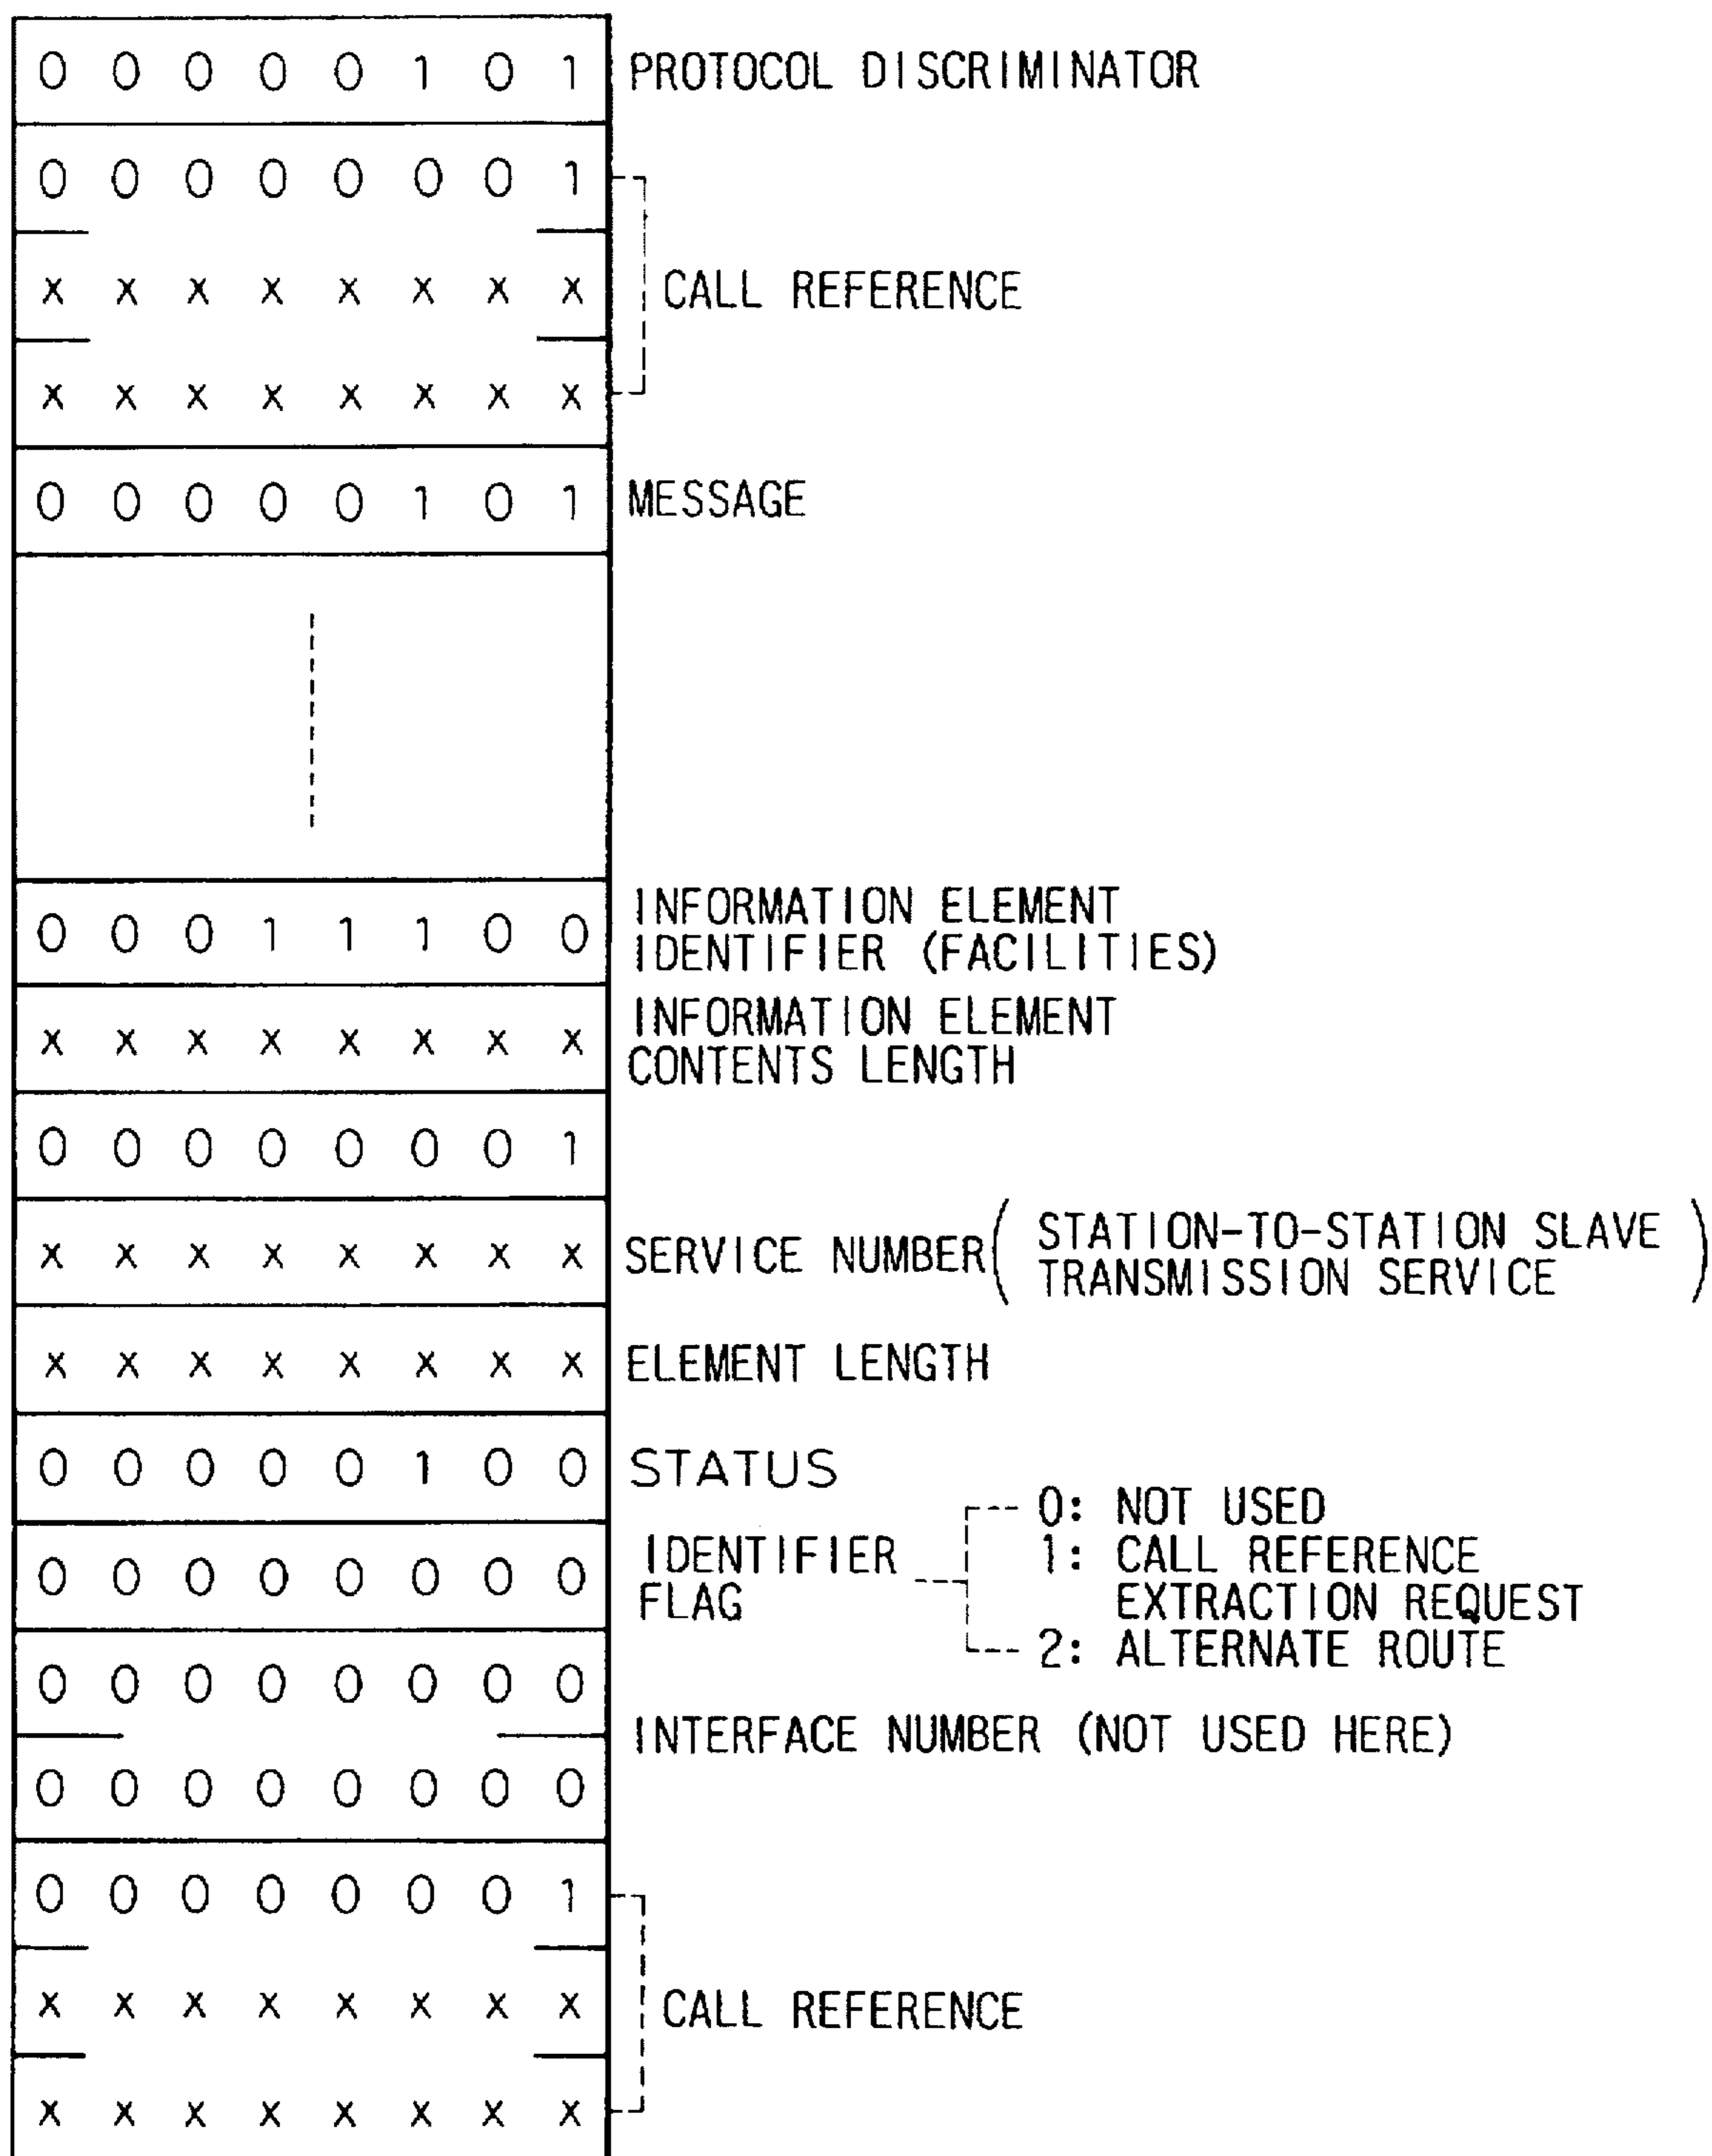 0 0 0 0 0 1 0 1 PROTOCOL DISCRIMINATOR
0 0 0 0 0 0 0 1
x x x x x x x x CALL REFERENCE
x x x x x x x x
0 0 0 0 0 1 0 1 MESSAGE
INFORMATION ELEMENT
0 0 0 1 1 1 0 0 IDENTIFIER (FACILITIES)
INFORMATION ELEMENT
x x x x x x x x CONTENTS LENGTH
0 0 0 0 0 0 0 1
x x x x x x x x SERVICE NUMBER ( STATION-TO-STATION SLAVE
TRANSMISSION SERVICE )
x x x x x x x x ELEMENT LENGTH
0 0 0 0 0 1 0 0 STATUS
0: NOT USED
0 0 0 0 0 0 0 0 IDENTIFIER 1: CALL REFERENCE
FLAG EXTRACTION REQUEST
2: ALTERNATE ROUTE
0 0 0 0 0 0 0 0
INTERFACE NUMBER (NOT USED HERE)
0 0 0 0 0 0 0 0
0 0 0 0 0 0 0 1
x x x x x x x x CALL REFERENCE
x x x x x x x x